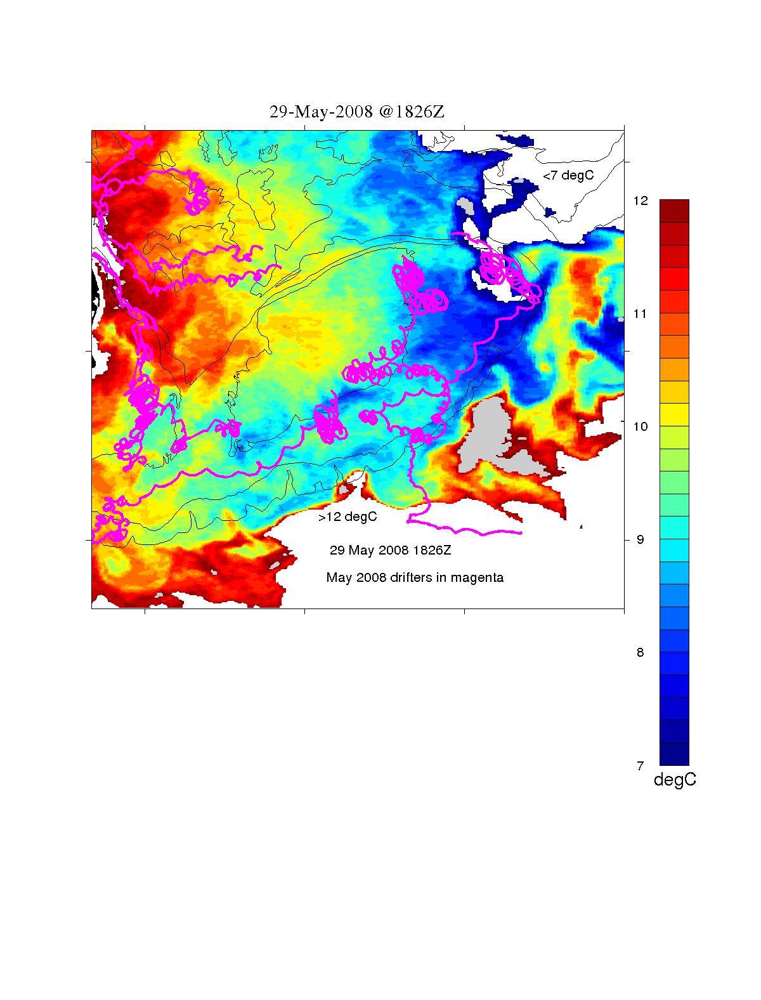 29-May-2008 @1826Z
<7 degC
12
11
10
9
8
7
degC
>12 degC
29 May 2008 1826Z
May 2008 drifters in magenta